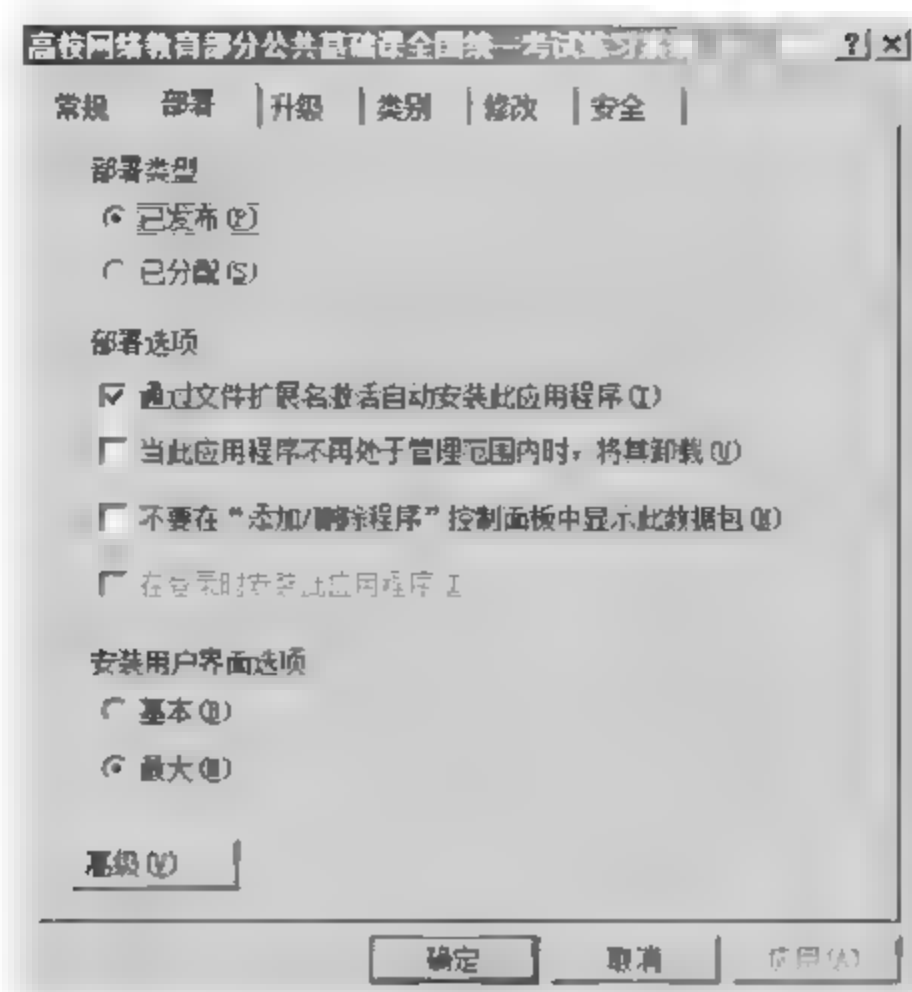 高校网络教育部分公共基础课全国统一考试练习系
常规 部署 升级 类别 修改 安全
部署类型
已发布(P)
已分配(S)
部署选项
通过文件扩展名激活自动安装此应用程序(T)
当此应用程序不再处于管理范围内时，将其卸载(U)
不要在“添加/删除程序”控制面板中显示此数据包(N)
在登录时安装此应用程序 I
安装用户界面选项
基本(B)
最大(M)
高级(V)
确定 取消 应用(A)